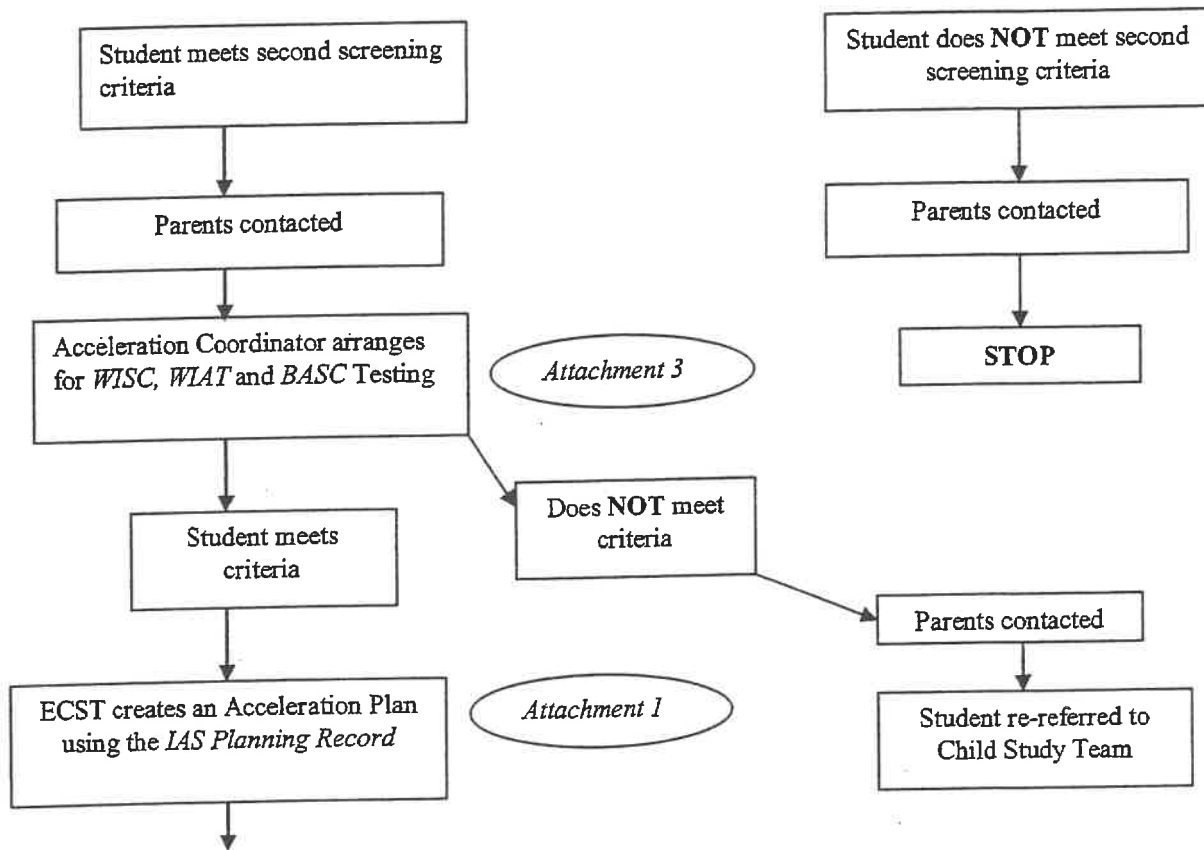 Student meets second screening
criteria
Student does NOT meet second
screening criteria
Parents contacted
Parents contacted
Accéleration Coordinator arranges
for WISC, WIAT and BASC Testing
Attachment 3
STOP
Does NOT meet
criteria
Student meets
criteria
Parents contacted
ECST creates an Acceleration Plan
using the IAS Planning Record
Attachment 1
Student re-referred to
Child Study Team